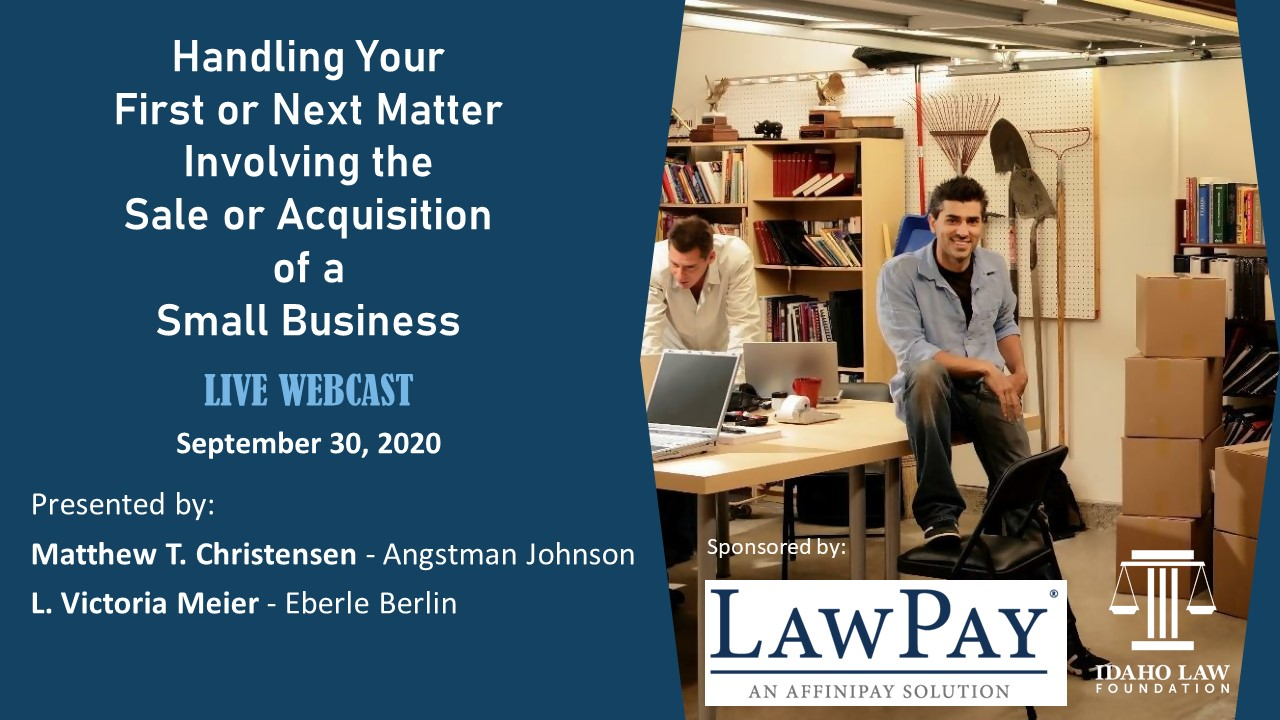 Handling Your
First or Next Matter
Involving the
Sale or Acquisition
of a
Small Business
LIVE WEBCAST
September 30, 2020
Presented by:
Matthew T. Christensen - Angstman Johnson
L. Victoria Meier - Eberle Berlin
Sponsored by:
LAWPAY®
AN AFFINIPAY SOLUTION
IDAHO LAW
FOUNDATION